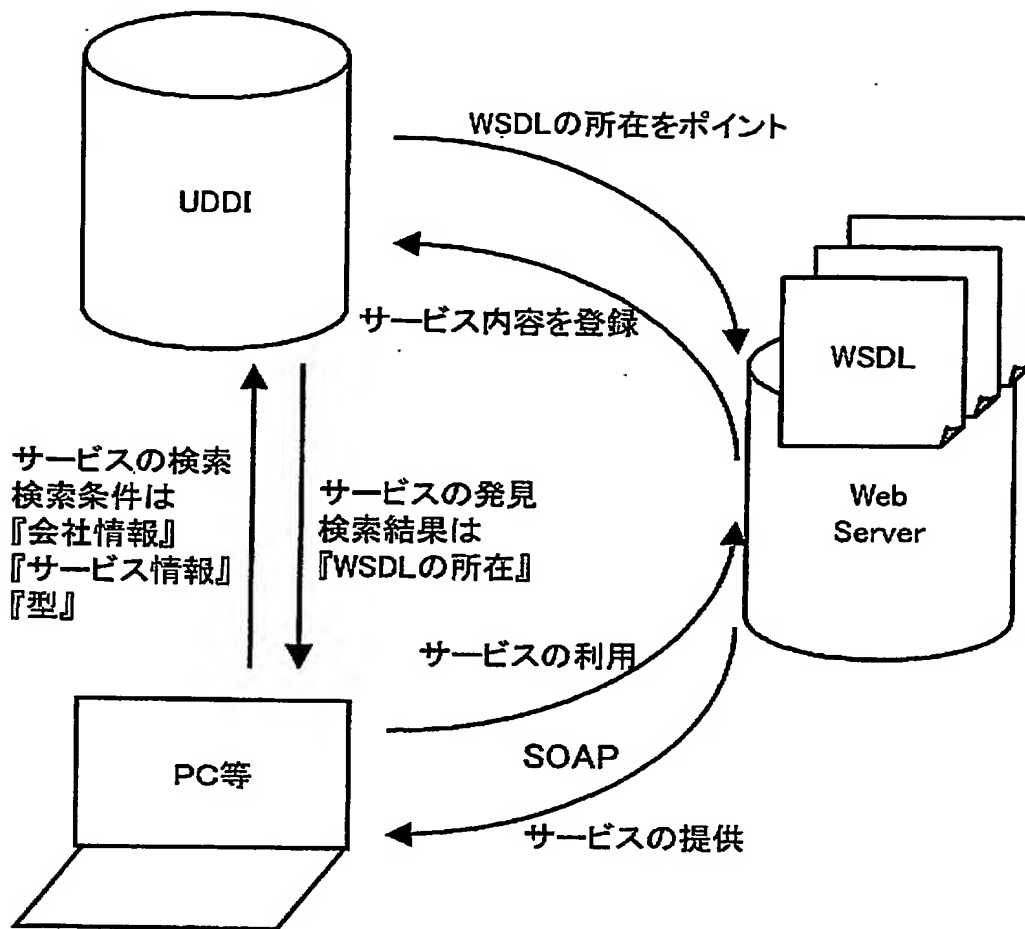 WSDLの所在をポイント
UDDI
サービス内容を登録
WSDL
サービスの検索
検索条件は
『会社情報』
『サービス情報』
『型』
サービスの発見
検索結果は
『WSDLの所在』
Web
Server
サービスの利用
SOAP
PC等
サービスの提供